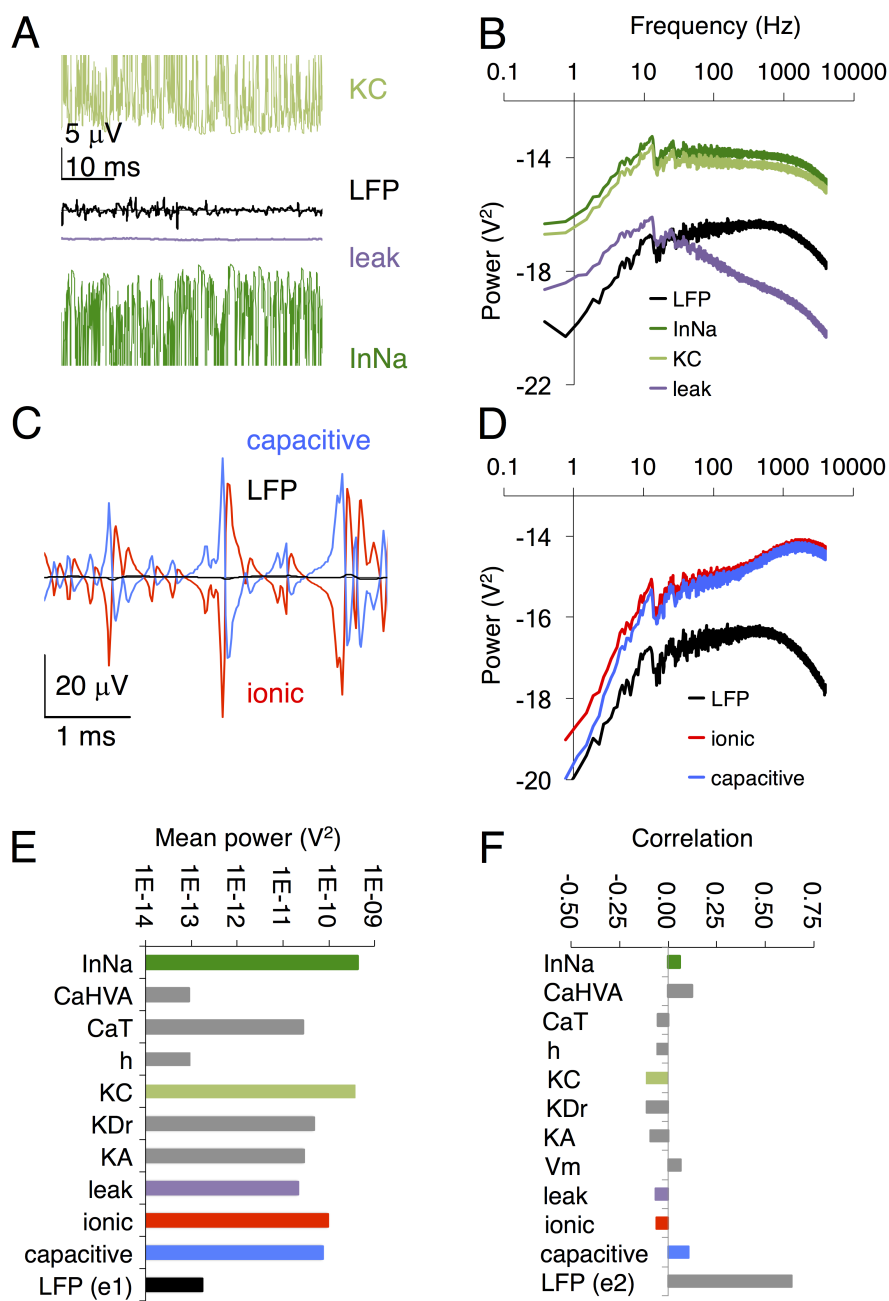 A
KC
5 μV
10 ms
LFP
leak
InNa
B
Frequency (Hz)
0.1 1 10 100 1000 10000
Power (V²)
-14
-18
-22
LFP
InNa
KC
leak
C
capacitive
LFP
20 μV
1 ms
ionic
D
0.1 1 10 100 1000 10000
Power (V²)
-14
-16
-18
-20
LFP
ionic
capacitive
E
Mean power (V²)
1E-14 1E-13 1E-12 1E-11 1E-10 1E-09
InNa
CaHVA
CaT
h
KC
KDr
KA
leak
ionic
capacitive
LFP (e1)
F
Correlation
-0.50 -0.25 0.00 0.25 0.50 0.75
InNa
CaHVA
CaT
h
KC
KDr
KA
Vm
leak
ionic
capacitive
LFP (e2)